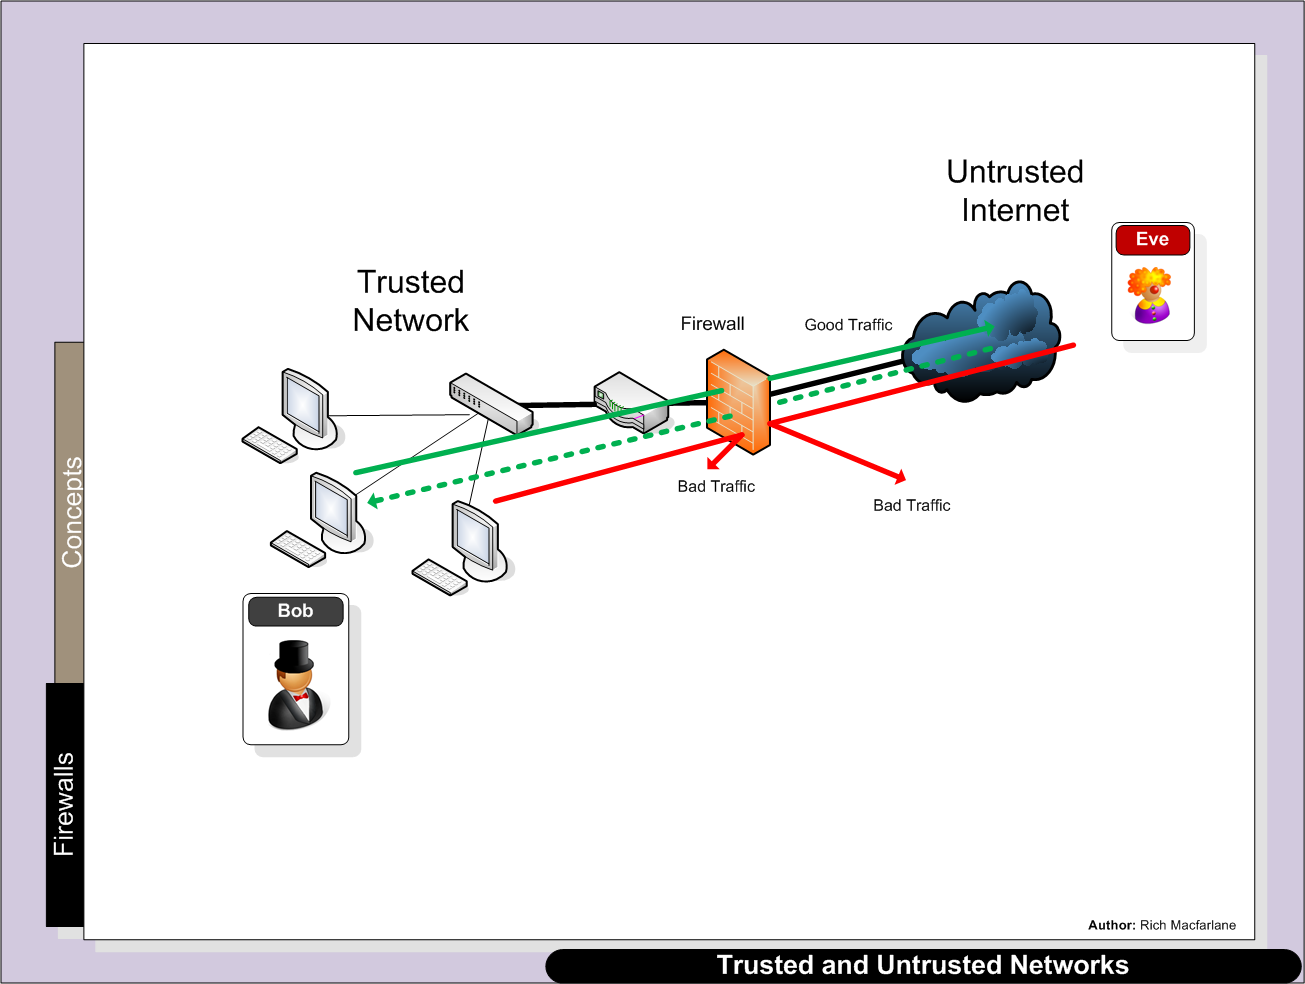 Untrusted
Internet
Eve
Trusted
Network
Firewall
Good Traffic
Bad Traffic
Bad Traffic
Bob
Concepts
Firewalls
Author: Rich Macfarlane
Trusted and Untrusted Networks